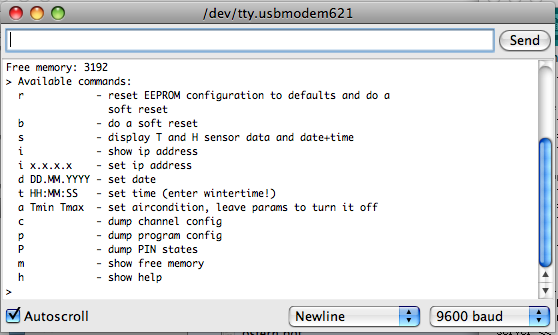 /dev/tty.usbmodem621
Send
Free memory: 3192
> Available commands:
r - reset EEPROM configuration to defaults and do a
soft reset
b - do a soft reset
s - display T and H sensor data and date+time
i - show ip address
i x.x.x.x - set ip address
d DD.MM.YYYY - set date
t HH:MM:SS - set time (enter wintertime!)
a Tmin Tmax - set aircondition, leave params to turn it off
c - dump channel config
p - dump program config
P - dump PIN states
m - show free memory
h - show help
>
Autoscroll
Newline
9600 baud